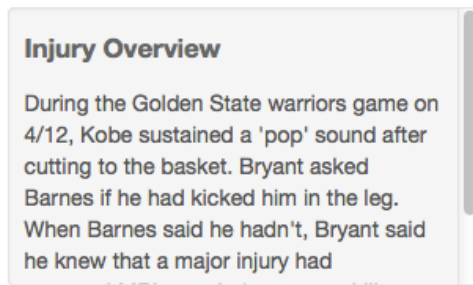 Injury Overview
During the Golden State warriors game on
4/12, Kobe sustained a 'pop' sound after
cutting to the basket. Bryant asked
Barnes if he had kicked him in the leg.
When Barnes said he hadn't, Bryant said
he knew that a major injury had